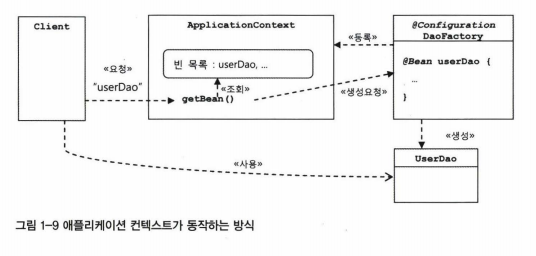 Client
ApplicationContext
@Configuration
DaoFactory
«등록»
빈 목록 : userDao, ...
@Bean userDao {
...
}
«요청»
"userDao"
«조회»
getBean()
«생성요청»
«생성»
«사용»
UserDao
그림 1-9 애플리케이션 컨텍스트가 동작하는 방식